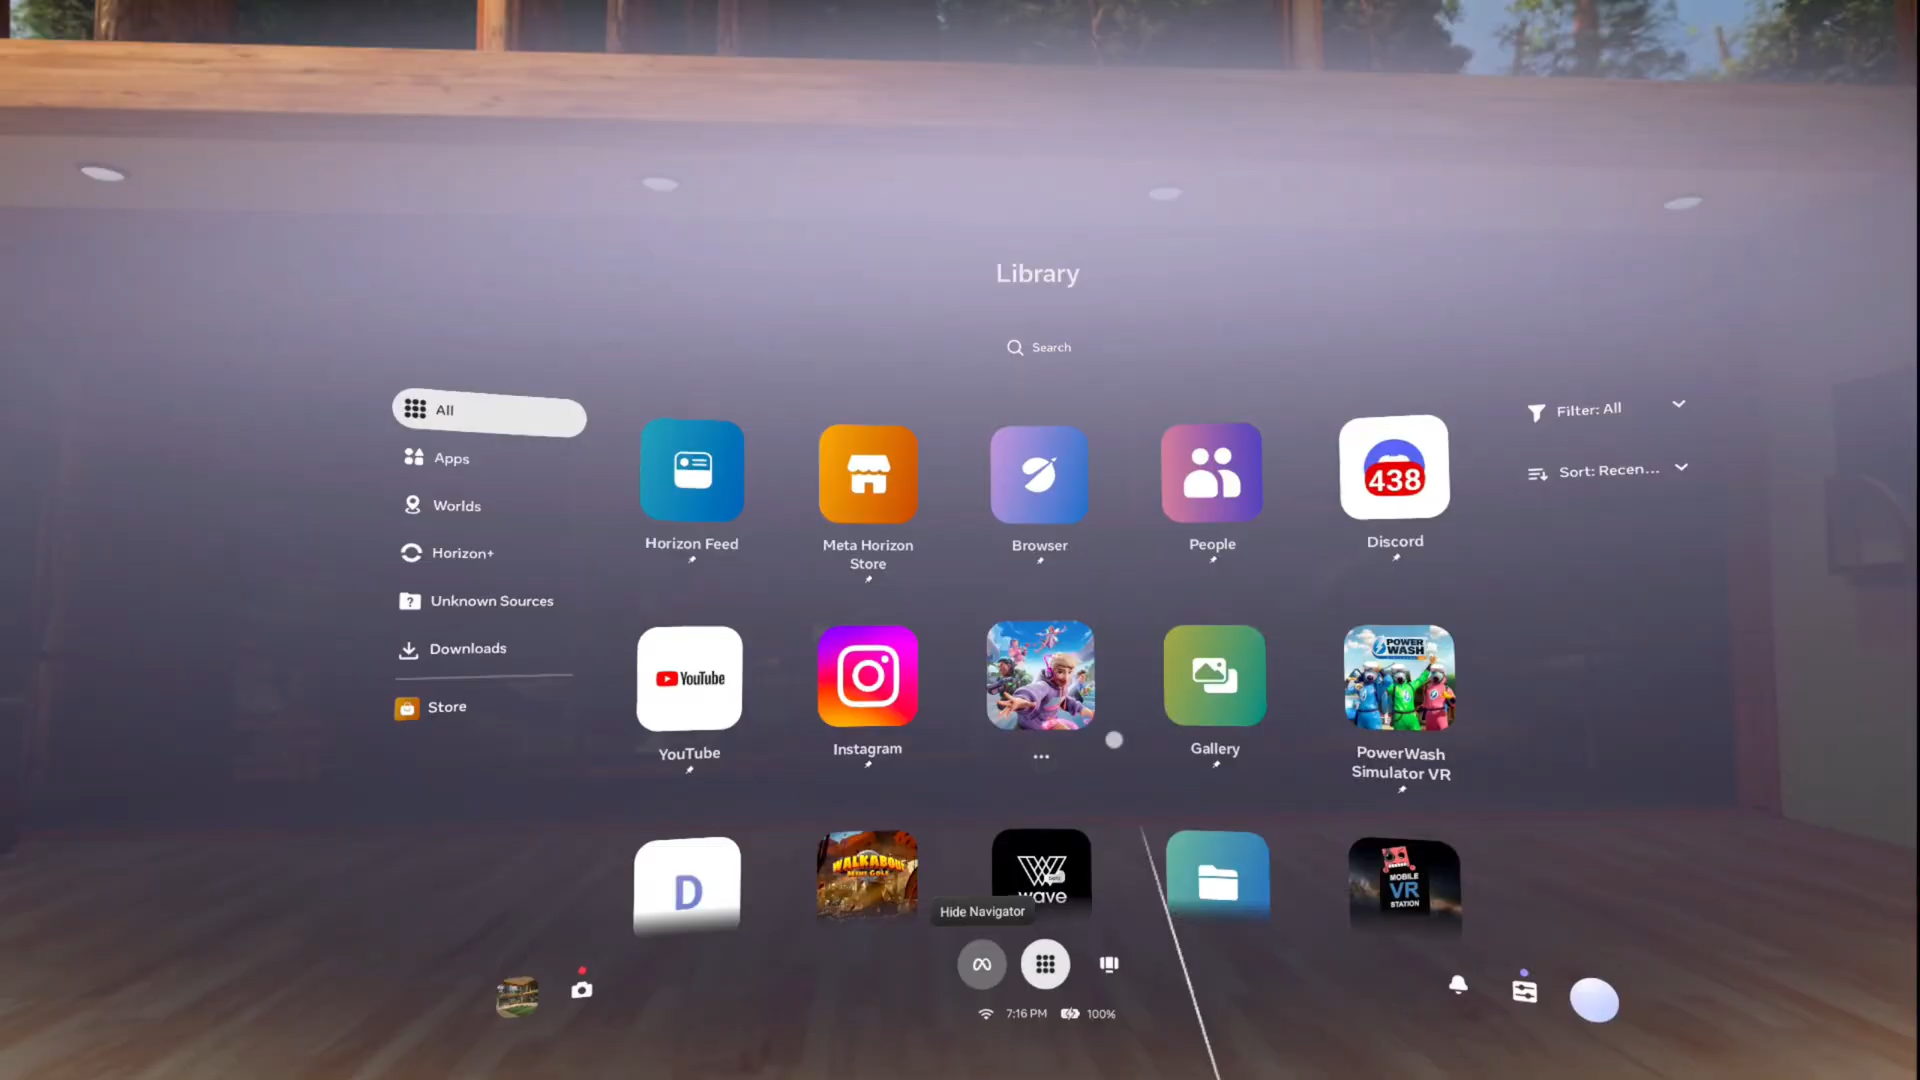 Library
Search
All
Apps
Worlds
Horizon+
Unknown Sources
Downloads
Store
Filter: All
Sort: Recen...
Horizon Feed
Meta Horizon
Store
Browser
People
438
Discord
YouTube
YouTube
Instagram
...
Gallery
POWER
WASH
PowerWash
Simulator VR
D
WALKABOUT
MINI GOLF
wave
MOBILE
VR
STATION
Hide Navigator
7:16 PM
100%